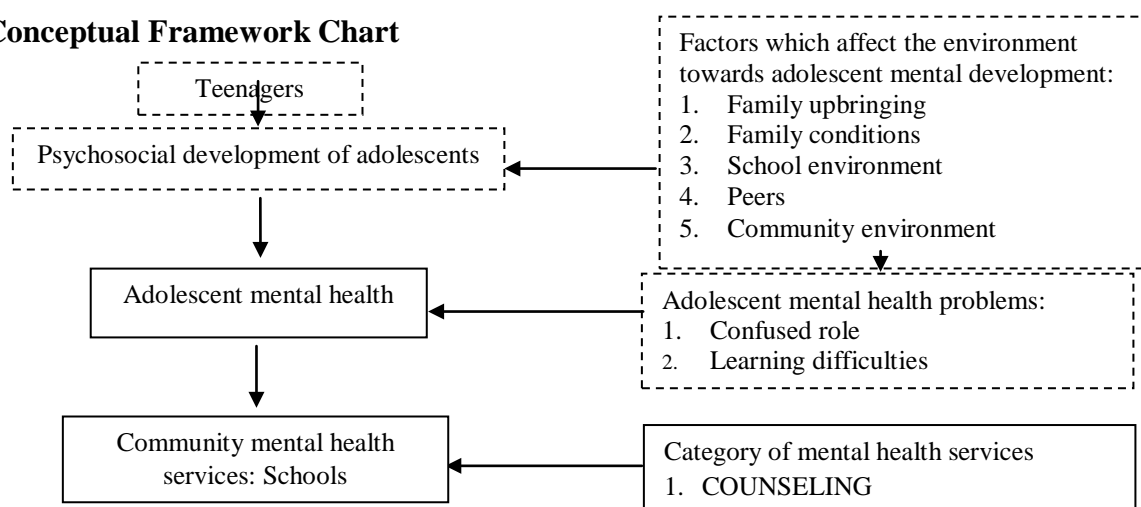 Conceptual Framework Chart
Teenagers
Psychosocial development of adolescents
Factors which affect the environment
towards adolescent mental development:
1. Family upbringing
2. Family conditions
3. School environment
4. Peers
5. Community environment
Adolescent mental health
Adolescent mental health problems:
1. Confused role
2. Learning difficulties
Community mental health
services: Schools
Category of mental health services
1. COUNSELING